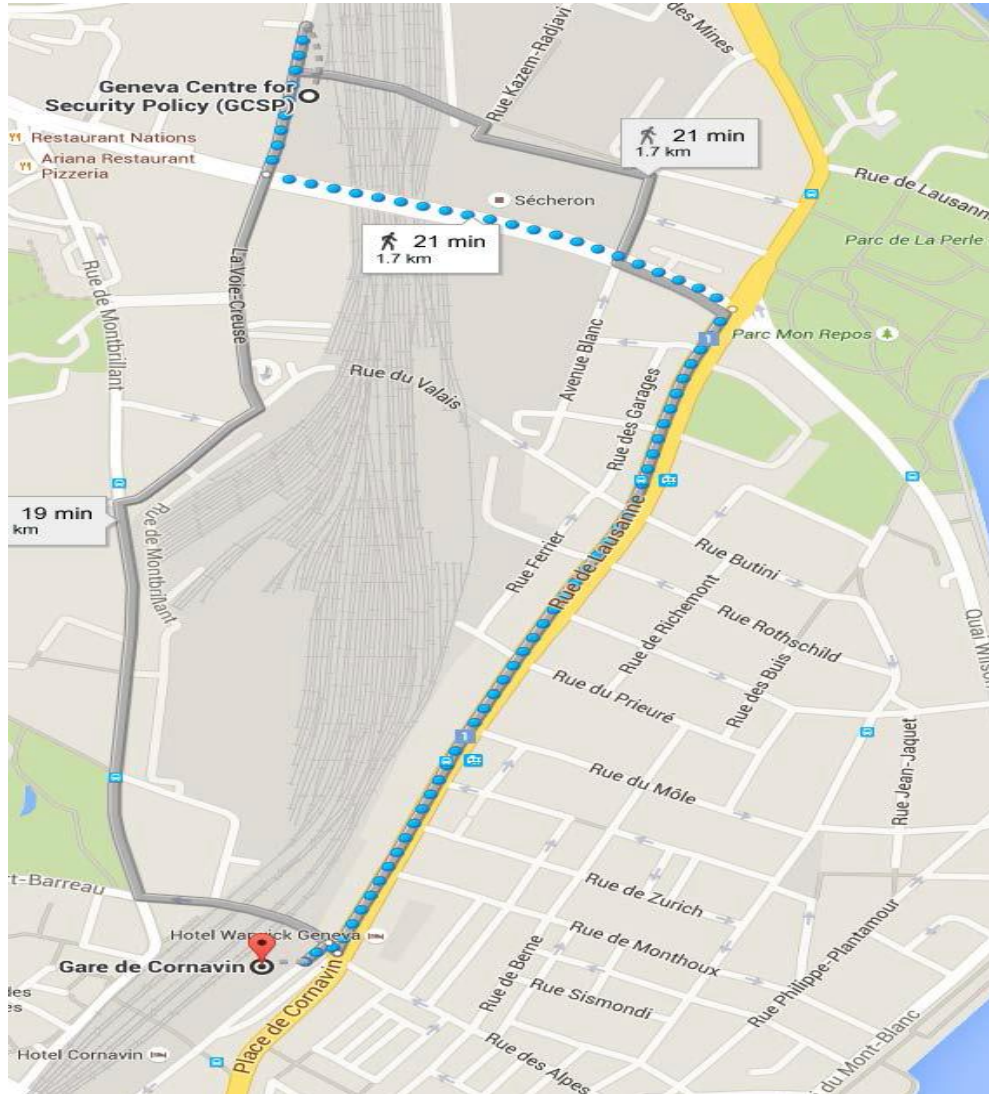 des Mines
Rue Kazem-Radjavi
Geneva Centre for
Security Policy (GCSP)
Restaurant Nations
Ariana Restaurant
Pizzeria
21 min
1.7 km
Rue de Lausanne
Sécheron
21 min
1.7 km
Parc de La Perle
Rue de Montbrillant
La Voie-Creuse
Avenue Blanc
1
Parc Mon Repos
Rue du Valais
Rue des Garages
19 min
km
Rue de Montbrillant
Rue Ferrier
Rue de Lausanne
Rue Butini
Rue de Richemont
Rue Rothschild
Quai Wilson
Rue des Buis
Rue du Prieuré
1
Rue Jean-Jaquet
Rue du Môle
rt-Barreau
Rue de Zurich
Hotel Warwick Geneva
Rue de Monthoux
Rue de Berne
Rue Philippe-Plantamour
Gare de Cornavin
Rue Sismondi
des
es
Place de Cornavin
Hotel Cornavin
Rue des Alpes
du Mont-Blanc